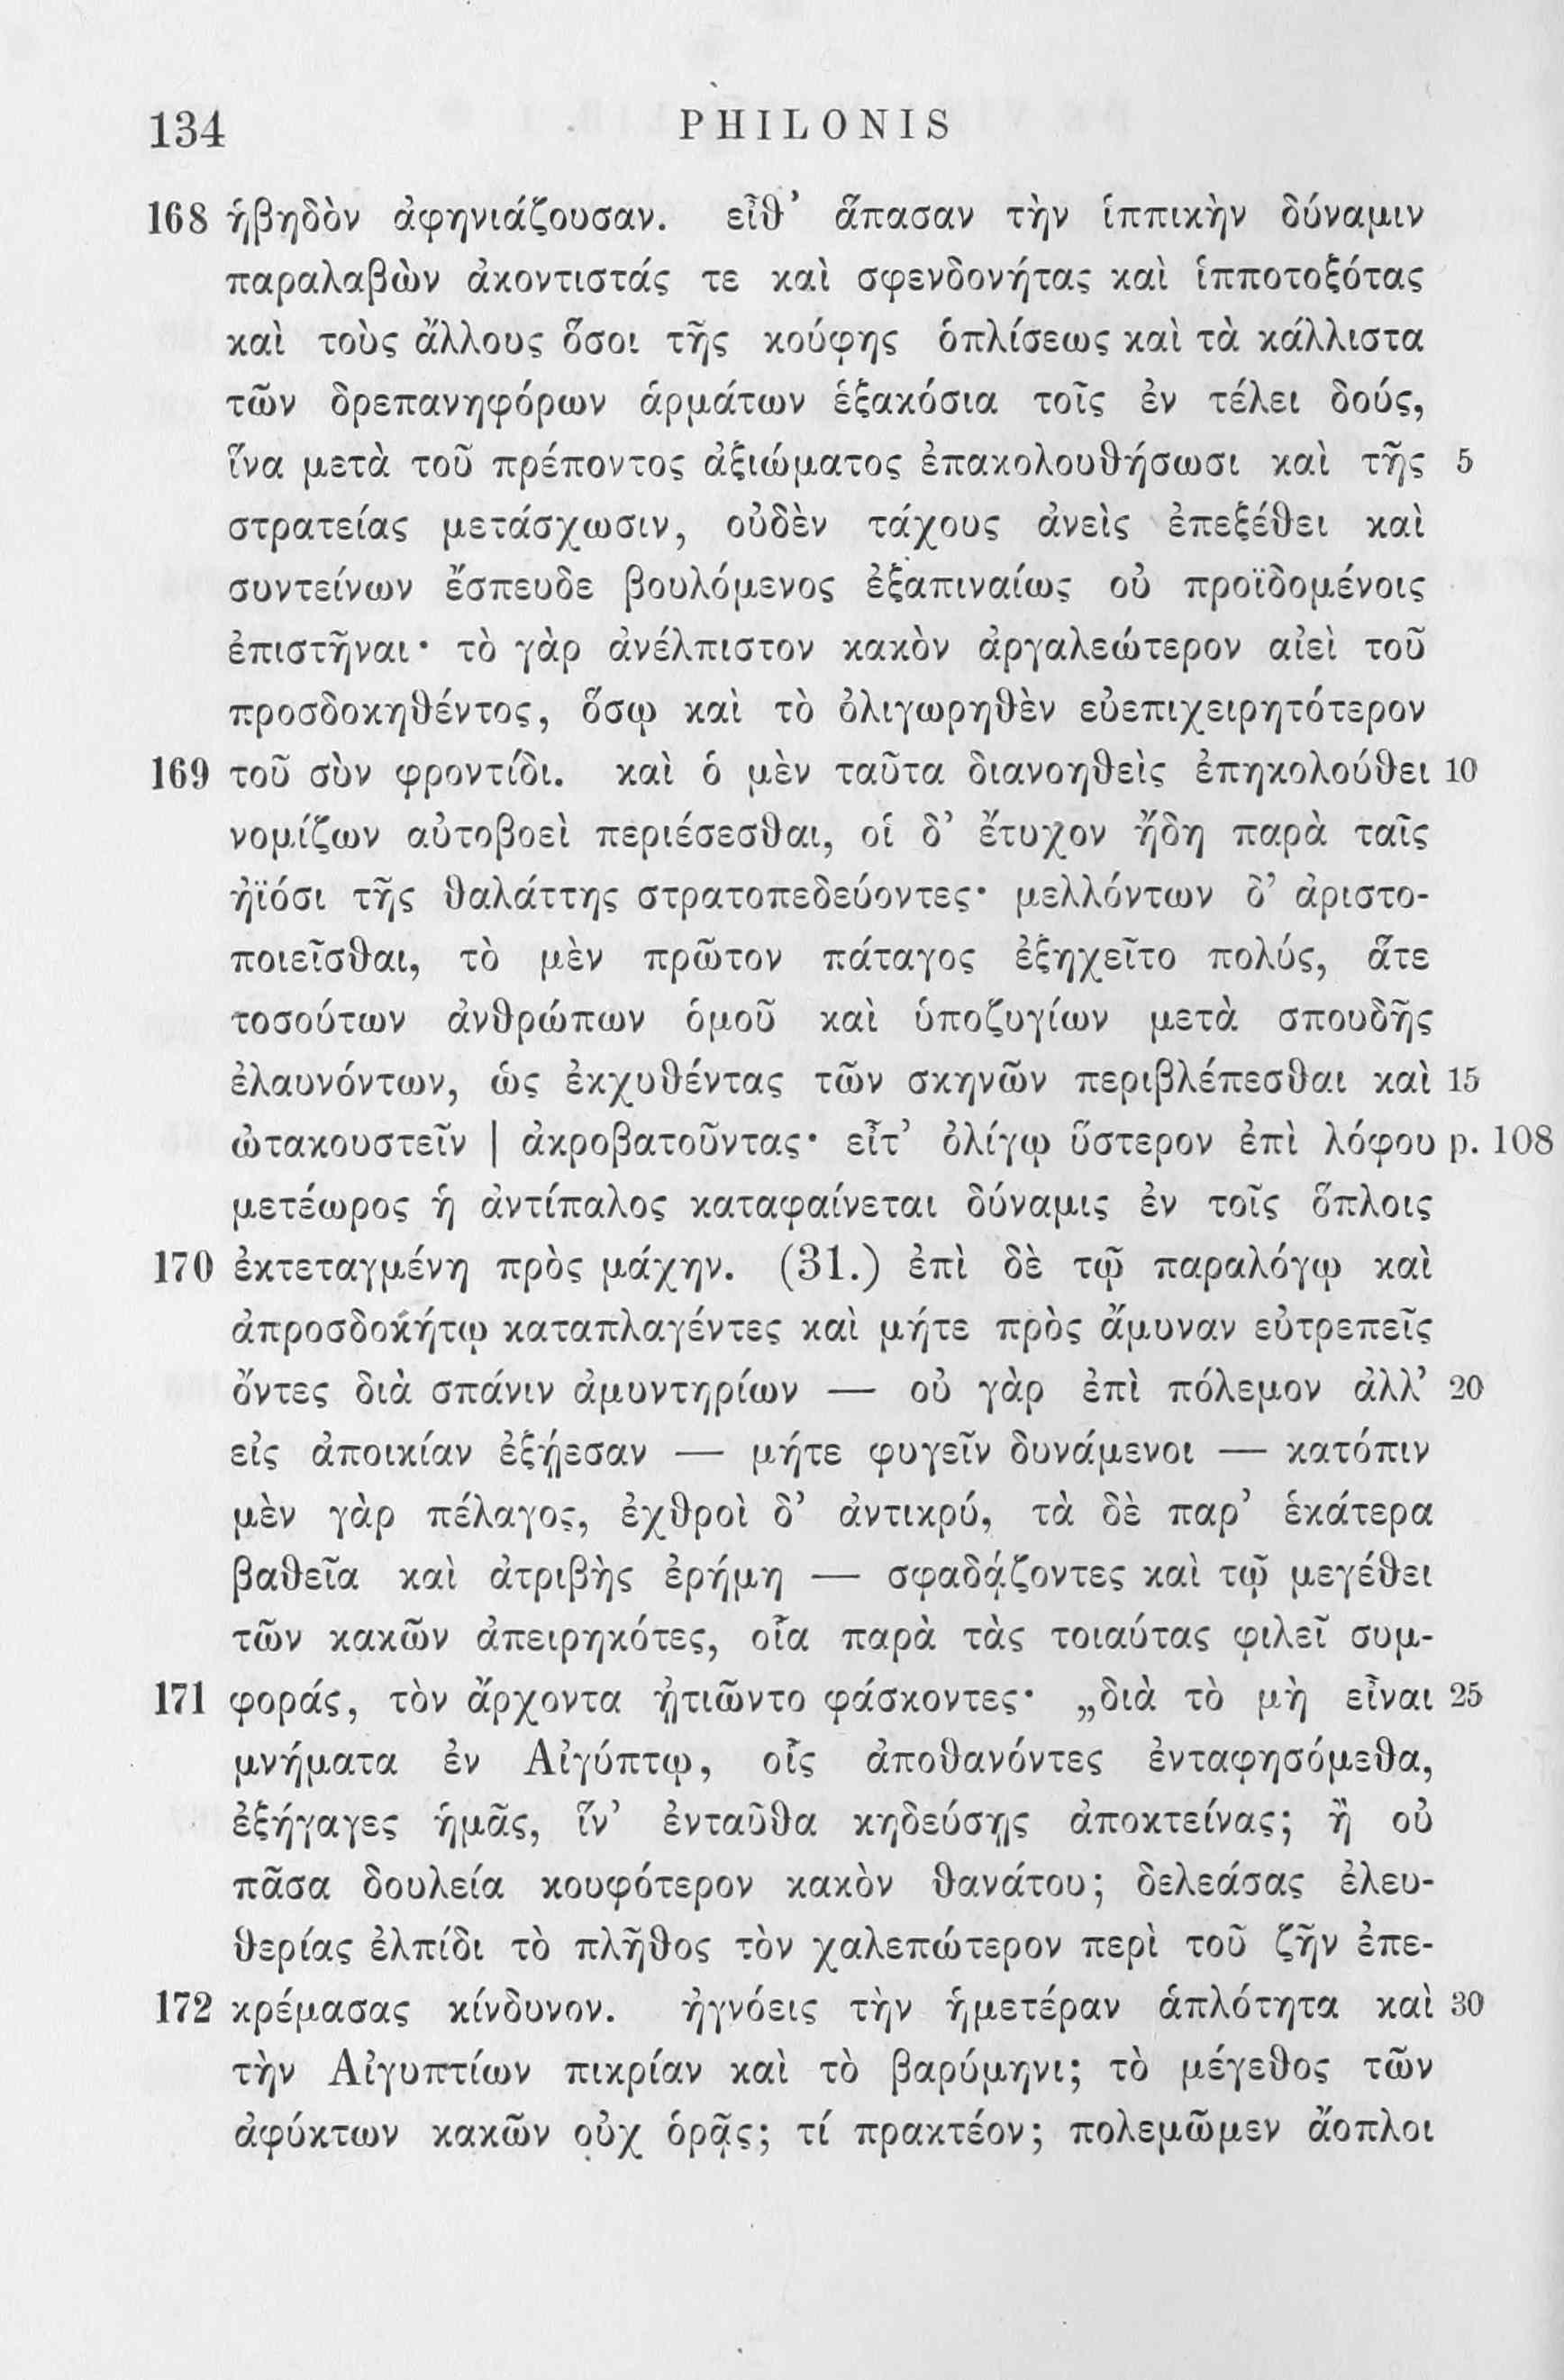 134 PHILONIS
168 ἡβηδὸν ἀφηνιάζουσαν. εἶθ’ ἅπασαν τὴν ἱππικὴν δύναμιν
παραλαβὼν ἀκοντιστάς τε καὶ σφενδονήτας καὶ ἱπποτοξότας
καὶ τοὺς ἄλλους ὅσοι τῆς κούφης ὁπλίσεως καὶ τὰ κάλλιστα
τῶν δρεπανηφόρων ἁρμάτων ἑξακόσια τοῖς ἐν τέλει δούς,
ἵνα μετὰ τοῦ πρέποντος ἀξιώματος ἐπακολουθήσωσι καὶ τῆς 5
στρατείας μετάσχωσιν, οὐδὲν τάχους ἀνεὶς ἐπεξέθει καὶ
συντείνων ἔσπευδε βουλόμενος ἐξαπιναίως οὐ προϊδομένοις
ἐπιστῆναι· τὸ γὰρ ἀνέλπιστον κακὸν ἀργαλεώτερον αἰεὶ τοῦ
προσδοκηθέντος, ὅσῳ καὶ τὸ ὀλιγωρηθὲν εὐεπιχειρητότερον
169 τοῦ σὺν φροντίδι. καὶ ὁ μὲν ταῦτα διανοηθεὶς ἐπηκολούθει 10
νομίζων αὐτοβοεὶ περιέσεσθαι, οἱ δ’ ἔτυχον ἤδη παρὰ ταῖς
ἠϊόσι τῆς θαλάττης στρατοπεδεύοντες· μελλόντων δ’ ἀριστο-
ποιεῖσθαι, τὸ μὲν πρῶτον πάταγος ἐξηχεῖτο πολύς, ἅτε
τοσούτων ἀνθρώπων ὁμοῦ καὶ ὑποζυγίων μετὰ σπουδῆς
ἐλαυνόντων, ὡς ἐκχυθέντας τῶν σκηνῶν περιβλέπεσθαι καὶ 15
ὠτακουστεῖν | ἀκροβατοῦντας· εἶτ’ ὀλίγῳ ὕστερον ἐπὶ λόφου p. 108
μετέωρος ἡ ἀντίπαλος καταφαίνεται δύναμις ἐν τοῖς ὅπλοις
170 ἐκτεταγμένη πρὸς μάχην. (31.) ἐπὶ δὲ τῷ παραλόγῳ καὶ
ἀπροσδοκήτῳ καταπλαγέντες καὶ μήτε πρὸς ἄμυναν εὐτρεπεῖς
ὄντες διὰ σπάνιν ἀμυντηρίων — οὐ γὰρ ἐπὶ πόλεμον ἀλλ’ 20
εἰς ἀποικίαν ἐξῄεσαν — μήτε φυγεῖν δυνάμενοι — κατόπιν
μὲν γὰρ πέλαγος, ἐχθροὶ δ’ ἀντικρύ, τὰ δὲ παρ’ ἑκάτερα
βαθεῖα καὶ ἀτριβὴς ἐρήμη — σφαδᾴζοντες καὶ τῷ μεγέθει
τῶν κακῶν ἀπειρηκότες, οἷα παρὰ τὰς τοιαύτας φιλεῖ συμ-
171 φοράς, τὸν ἄρχοντα ᾐτιῶντο φάσκοντες· „διὰ τὸ μὴ εἶναι 25
μνήματα ἐν Αἰγύπτῳ, οἷς ἀποθανόντες ἐνταφησόμεθα,
ἐξήγαγες ἡμᾶς, ἵν’ ἐνταῦθα κηδεύσῃς ἀποκτείνας; ἢ οὐ
πᾶσα δουλεία κουφότερον κακὸν θανάτου; δελεάσας ἐλευ-
θερίας ἐλπίδι τὸ πλῆθος τὸν χαλεπώτερον περὶ τοῦ ζῆν ἐπε-
172 κρέμασας κίνδυνον. ἠγνόεις τὴν ἡμετέραν ἁπλότητα καὶ 30
τὴν Αἰγυπτίων πικρίαν καὶ τὸ βαρύμηνι; τὸ μέγεθος τῶν
ἀφύκτων κακῶν οὐχ ὁρᾷς; τί πρακτέον; πολεμῶμεν ἄοπλοι